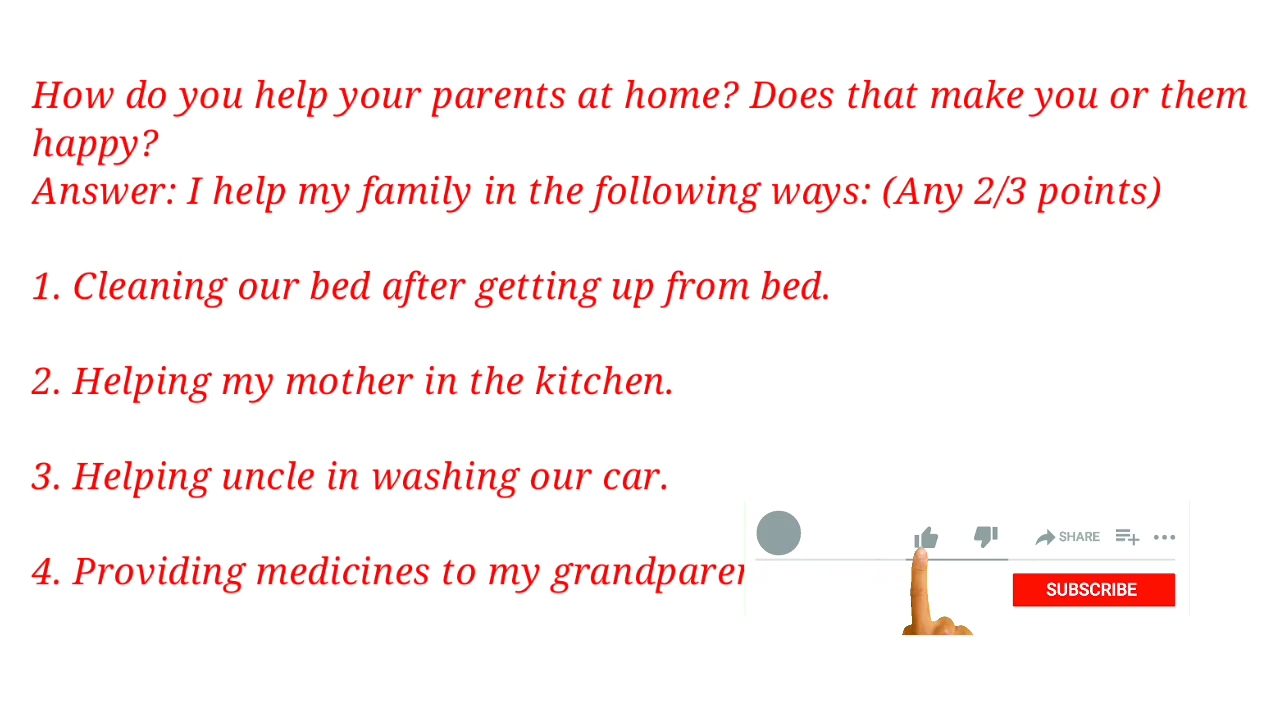 How do you help your parents at home? Does that make you or them
happy?
Answer: I help my family in the following ways: (Any 2/3 points)
1. Cleaning our bed after getting up from bed.
2. Helping my mother in the kitchen.
3. Helping uncle in washing our car.
4. Providing medicines to my
SHARE
SUBSCRIBE